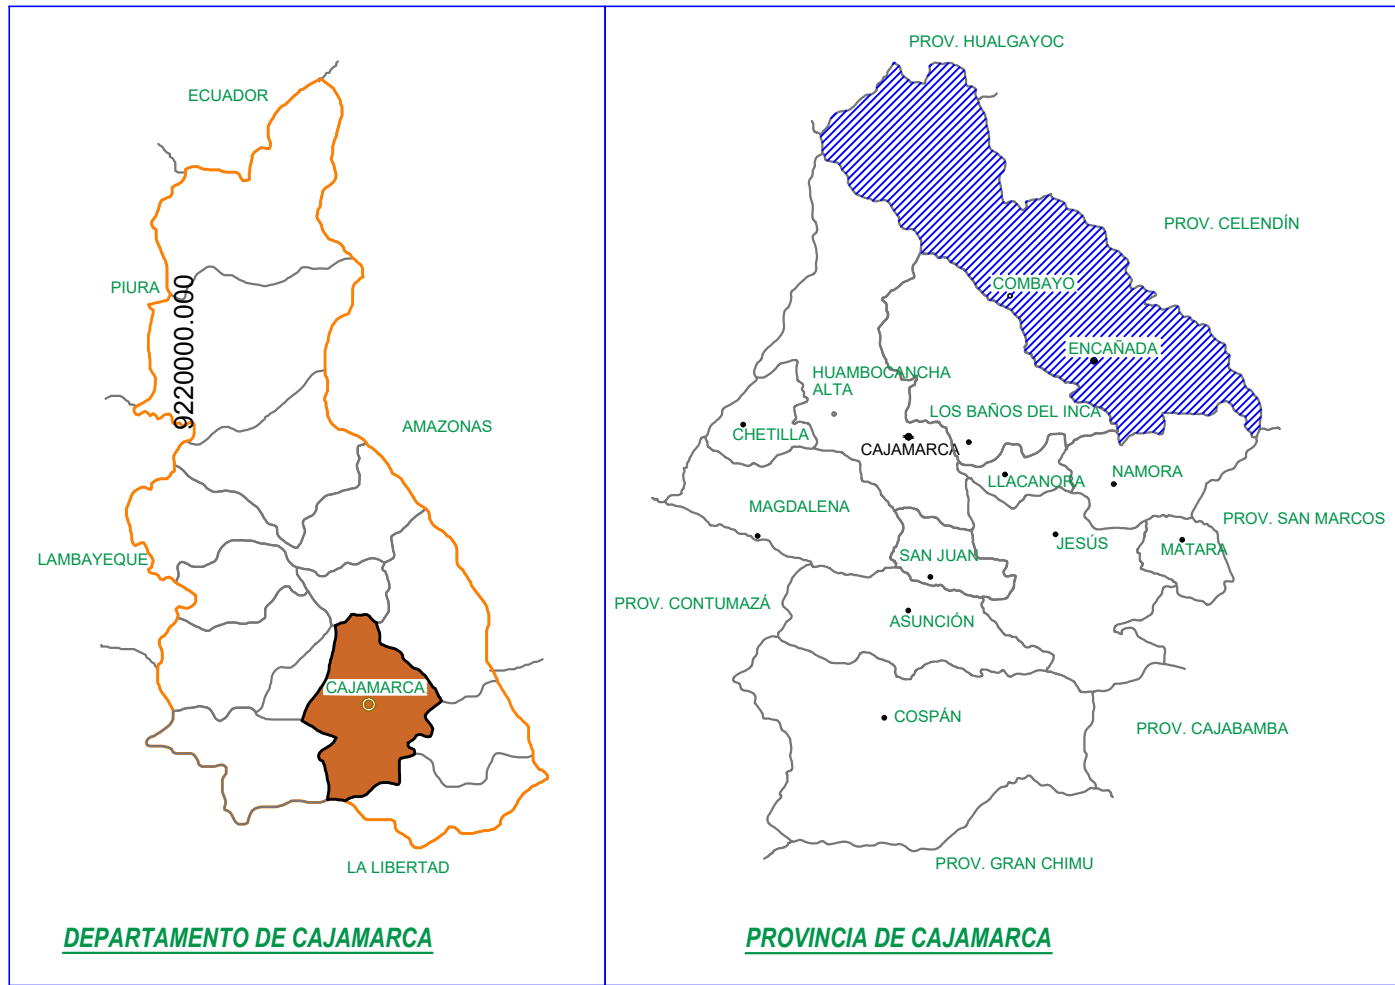 ECUADOR
PIURA
9220000.000
AMAZONAS
LAMBAYEQUE
CAJAMARCA
LA LIBERTAD
DEPARTAMENTO DE CAJAMARCA
PROV. HUALGAYOC
PROV. CELENDÍN
COMBAYO
ENCAÑADA
HUAMBOCANCHA
ALTA
LOS BAÑOS DEL INCA
CHETILLA
CAJAMARCA
LLACANORA
NAMORA
MAGDALENA
PROV. SAN MARCOS
JESÚS
MATARA
SAN JUAN
PROV. CONTUMAZÁ
ASUNCIÓN
COSPÁN
PROV. CAJABAMBA
PROV. GRAN CHIMU
PROVINCIA DE CAJAMARCA